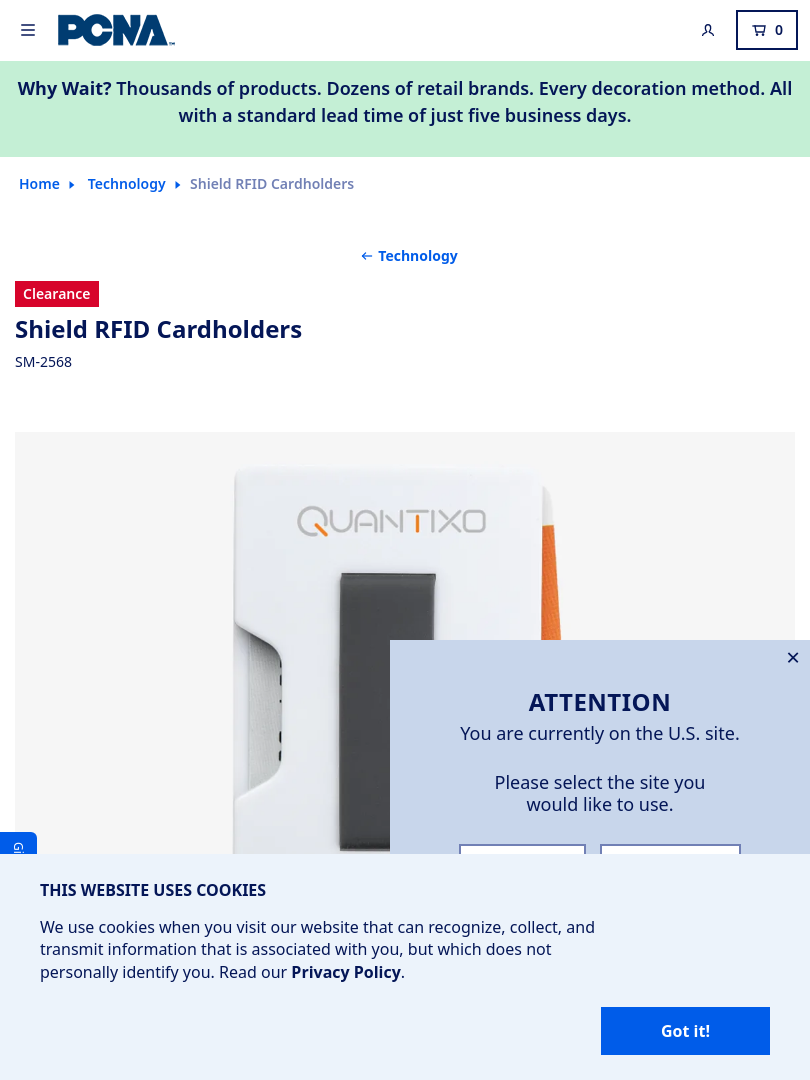 PCNA
0
Why Wait? Thousands of products. Dozens of retail brands. Every decoration method. All
with a standard lead time of just five business days.
Home
Technology
Shield RFID Cardholders
Technology
Clearance
Shield RFID Cardholders
SM-2568
QUANTIXO
ATTENTION
You are currently on the U.S. site.
Please select the site you
would like to use.
THIS WEBSITE USES COOKIES
We use cookies when you visit our website that can recognize, collect, and
transmit information that is associated with you, but which does not
personally identify you. Read our Privacy Policy.
Got it!